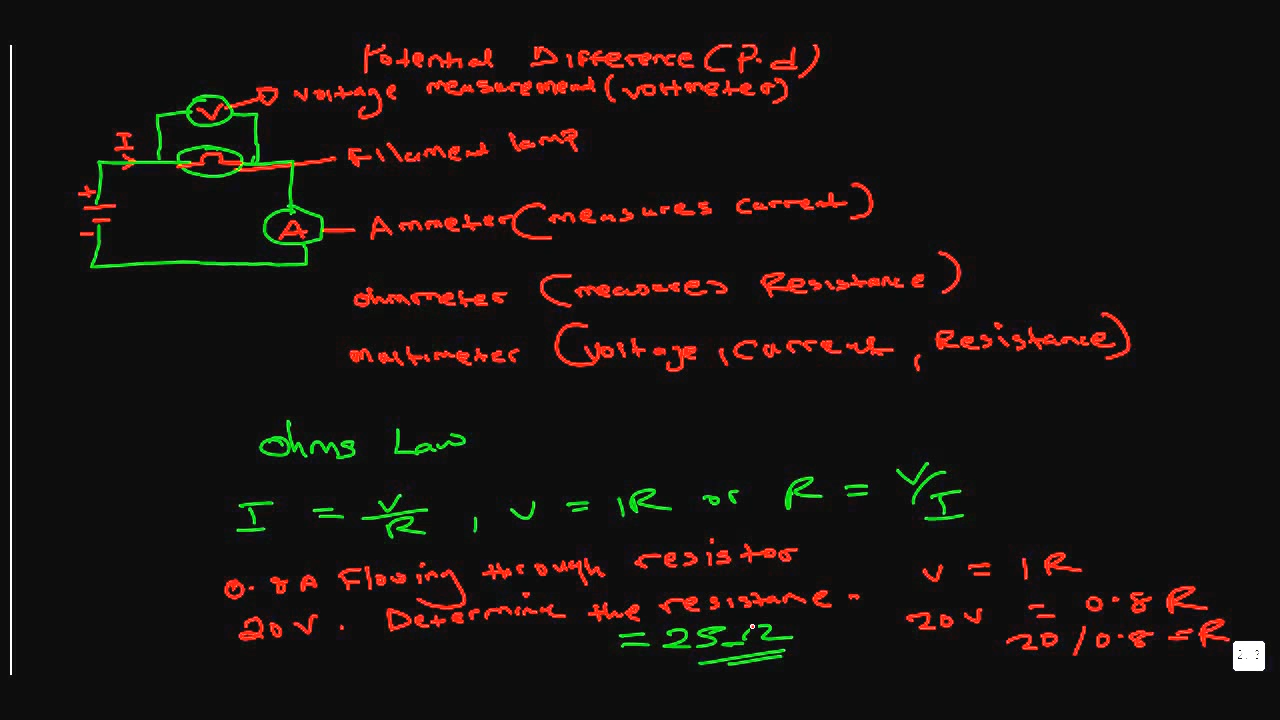 Potential Difference (P.d)
V voltage measurement (voltmeter)
I
Filament lamp
+
-
A Ammeter (measures current)
ohmmeter (measures Resistance)
multimeter (voltage, current, Resistance)
ohms Law
I = V/R , V = IR or R = V/I
0.8A Flowing through resistor
20V. Determine the resistance.
= 25Ω
V = IR
20V = 0.8R
20/0.8 = R